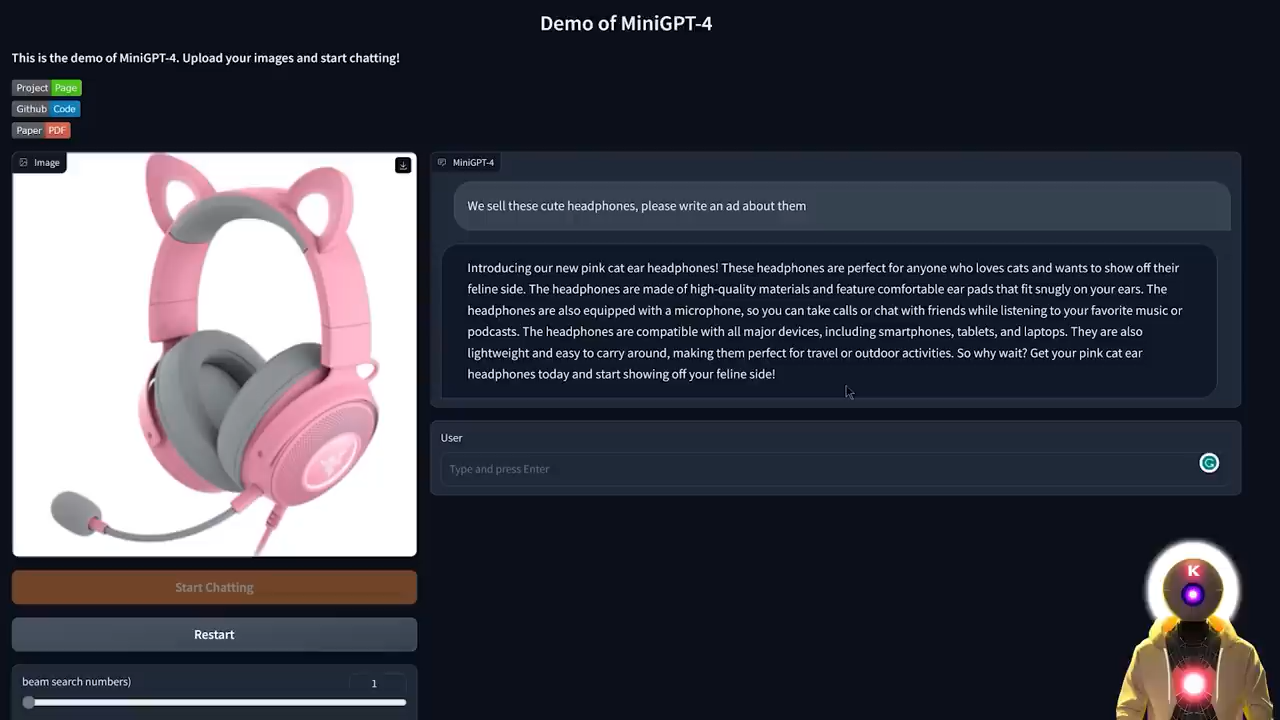 Demo of MiniGPT-4
This is the demo of MiniGPT-4. Upload your images and start chatting!
Project Page
Github Code
Paper PDF
Image
MiniGPT-4
We sell these cute headphones, please write an ad about them
Introducing our new pink cat ear headphones! These headphones are perfect for anyone who loves cats and wants to show off their
feline side. The headphones are made of high-quality materials and feature comfortable ear pads that fit snugly on your ears. The
headphones are also equipped with a microphone, so you can take calls or chat with friends while listening to your favorite music or
podcasts. The headphones are compatible with all major devices, including smartphones, tablets, and laptops. They are also
lightweight and easy to carry around, making them perfect for travel or outdoor activities. So why wait? Get your pink cat ear
headphones today and start showing off your feline side!
User
Type and press Enter
Start Chatting
Restart
beam search numbers)
1
K